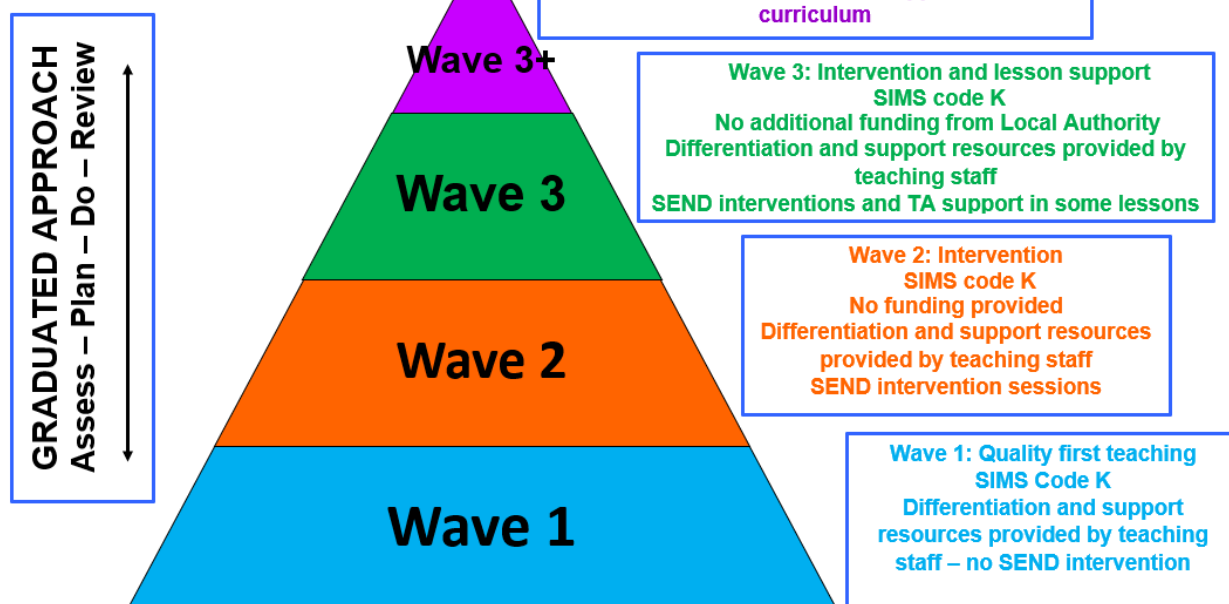 curriculum
GRADUATED APPROACH
Assess – Plan – Do – Review
Wave 3+
Wave 3: Intervention and lesson support
SIMS code K
No additional funding from Local Authority
Differentiation and support resources provided by
teaching staff
SEND interventions and TA support in some lessons
Wave 3
Wave 2: Intervention
SIMS code K
No funding provided
Differentiation and support resources
provided by teaching staff
SEND intervention sessions
Wave 2
Wave 1: Quality first teaching
SIMS Code K
Differentiation and support
resources provided by teaching
staff – no SEND intervention
Wave 1